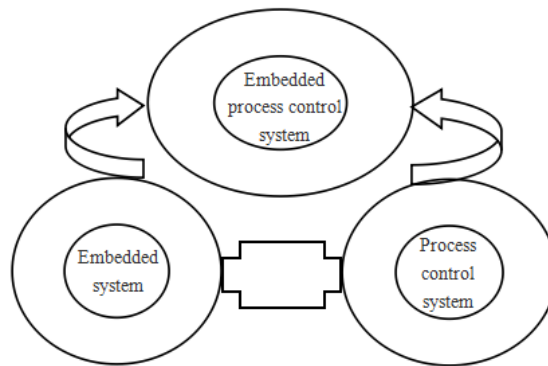 Embedded
process control
system
Embedded
system
Process
control
system